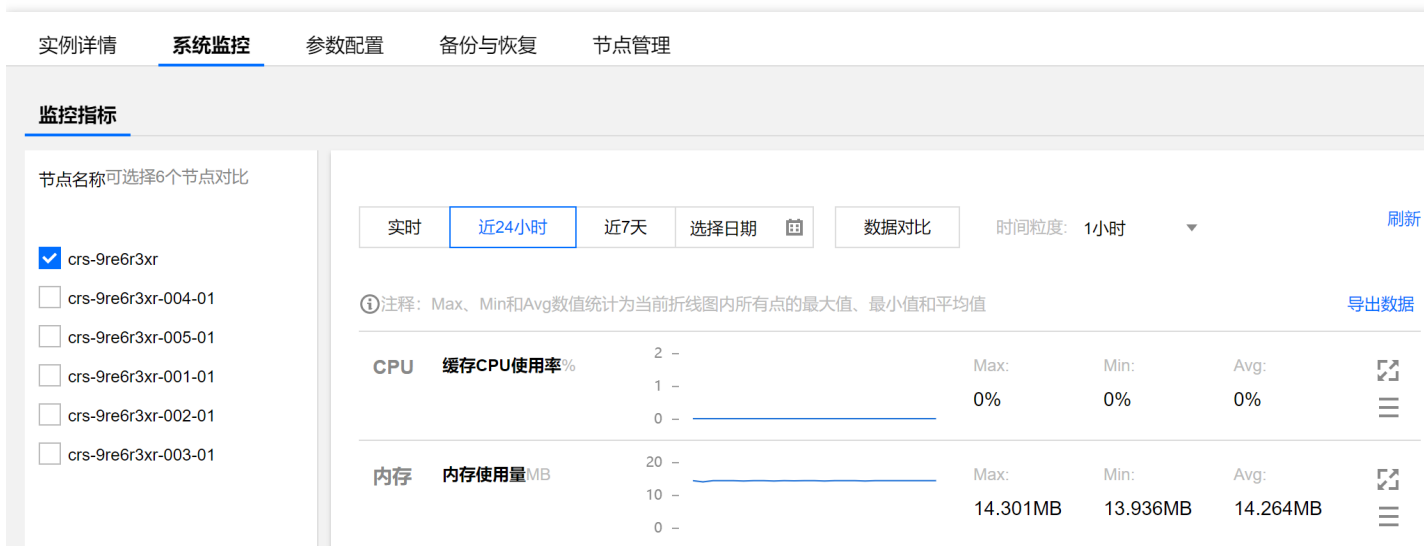 实例详情 系统监控 参数配置 备份与恢复 节点管理
监控指标
节点名称可选择6个节点对比
crs-9re6r3xr
crs-9re6r3xr-004-01
crs-9re6r3xr-005-01
crs-9re6r3xr-001-01
crs-9re6r3xr-002-01
crs-9re6r3xr-003-01
实时 近24小时 近7天 选择日期 数据对比 时间粒度: 1小时 刷新
注释：Max、Min和Avg数值统计为当前折线图内所有点的最大值、最小值和平均值 导出数据
CPU 缓存CPU使用率%
2
1
0
Max: Min: Avg:
0% 0% 0%
内存 内存使用量MB
20
10
0
Max: Min: Avg:
14.301MB 13.936MB 14.264MB